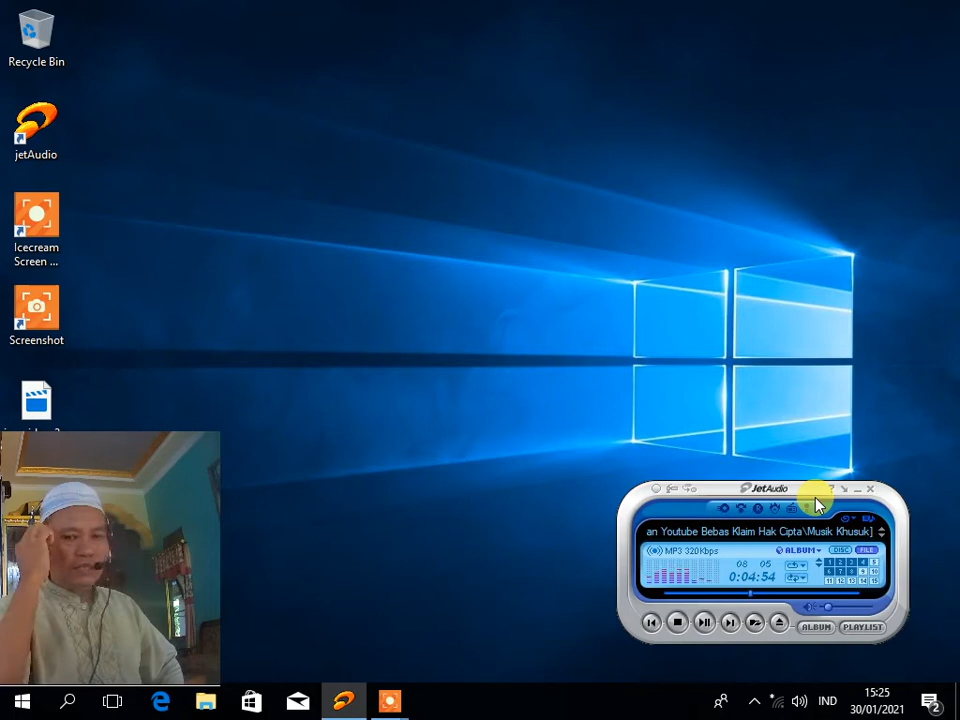 Recycle Bin
jetAudio
Icecream
Screen ...
Screenshot
JetAudio
an Youtube Bebas Klaim Hak Cipta\Musik Khusuk]
MP3 320Kbps
ALBUM
DISC
FILE
08 05
0:04:54
1 2 3 4 5
6 7 8 9 10
11 12 13 14 15
ALBUM
PLAYLIST
IND
15:25
30/01/2021
2